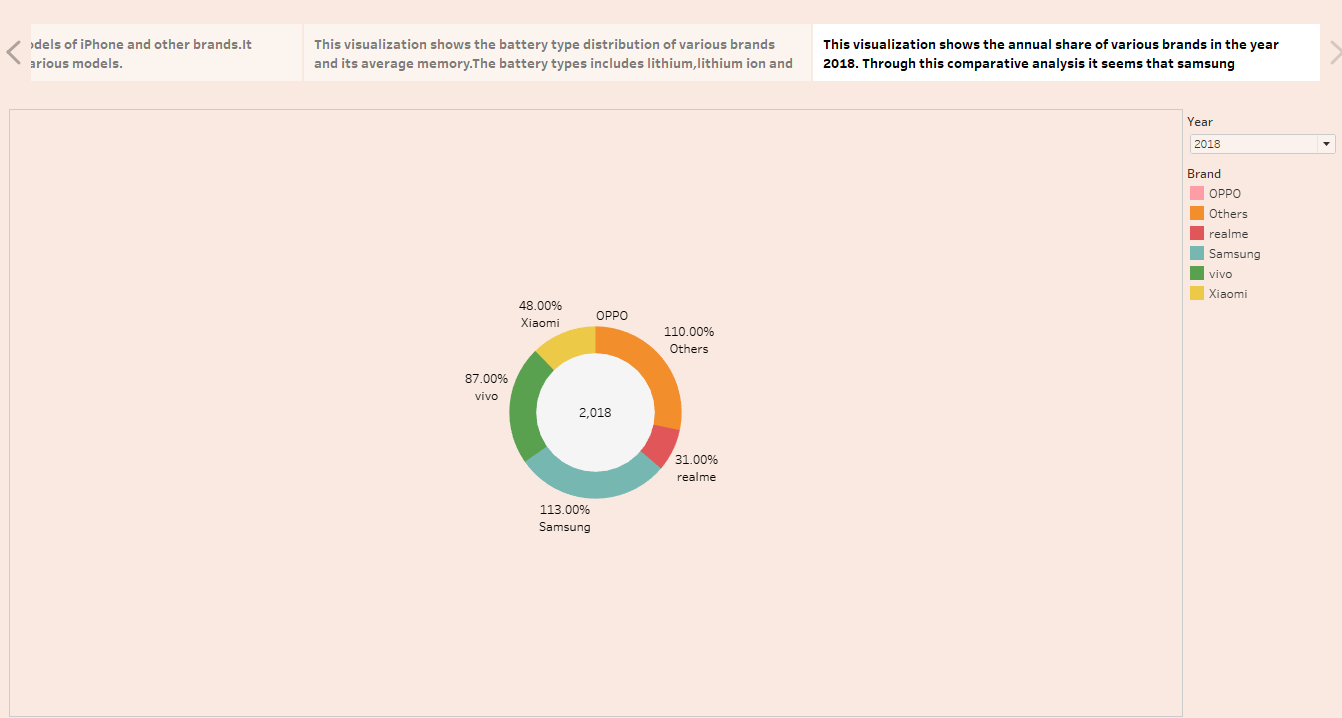 odels of iPhone and other brands.It
arious models.
This visualization shows the battery type distribution of various brands
and its average memory.The battery types includes lithium,lithium ion and
This visualization shows the annual share of various brands in the year
2018. Through this comparative analysis it seems that samsung
Year
2018
Brand
OPPO
Others
realme
Samsung
vivo
Xiaomi
48.00%
Xiaomi
OPPO
110.00%
Others
87.00%
vivo
2,018
31.00%
realme
113.00%
Samsung